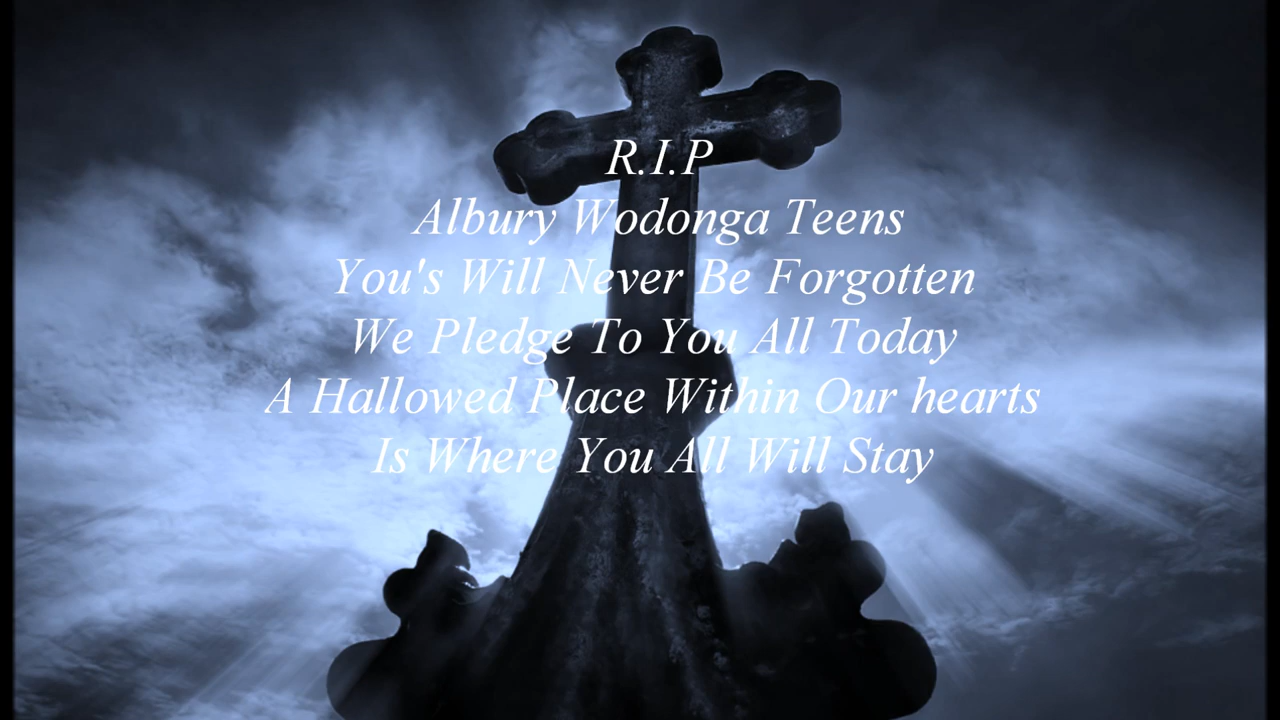 R.I.P
Albury Wodonga Teens
You's Will Never Be Forgotten
We Pledge To You All Today
A Hallowed Place Within Our hearts
Is Where You All Will Stay